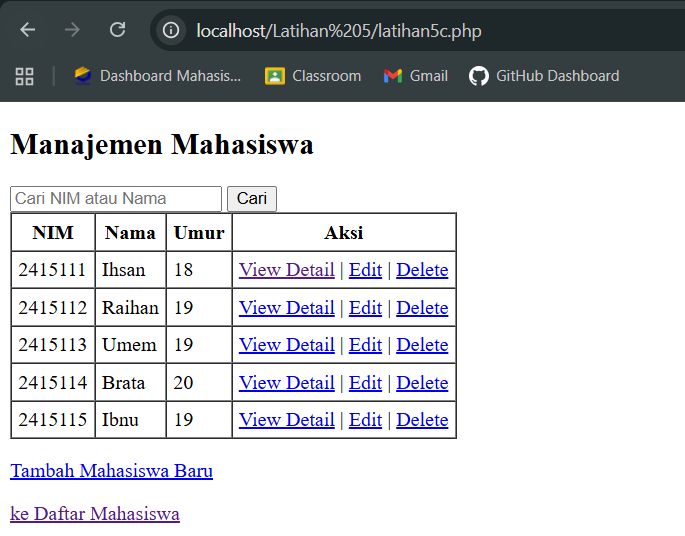 localhost/Latihan%205/latihan5c.php
Dashboard Mahasis... Classroom Gmail GitHub Dashboard
Manajemen Mahasiswa
Cari NIM atau Nama Cari
NIM Nama Umur Aksi
2415111 Ihsan 18 View Detail | Edit | Delete
2415112 Raihan 19 View Detail | Edit | Delete
2415113 Umem 19 View Detail | Edit | Delete
2415114 Brata 20 View Detail | Edit | Delete
2415115 Ibnu 19 View Detail | Edit | Delete
Tambah Mahasiswa Baru
ke Daftar Mahasiswa